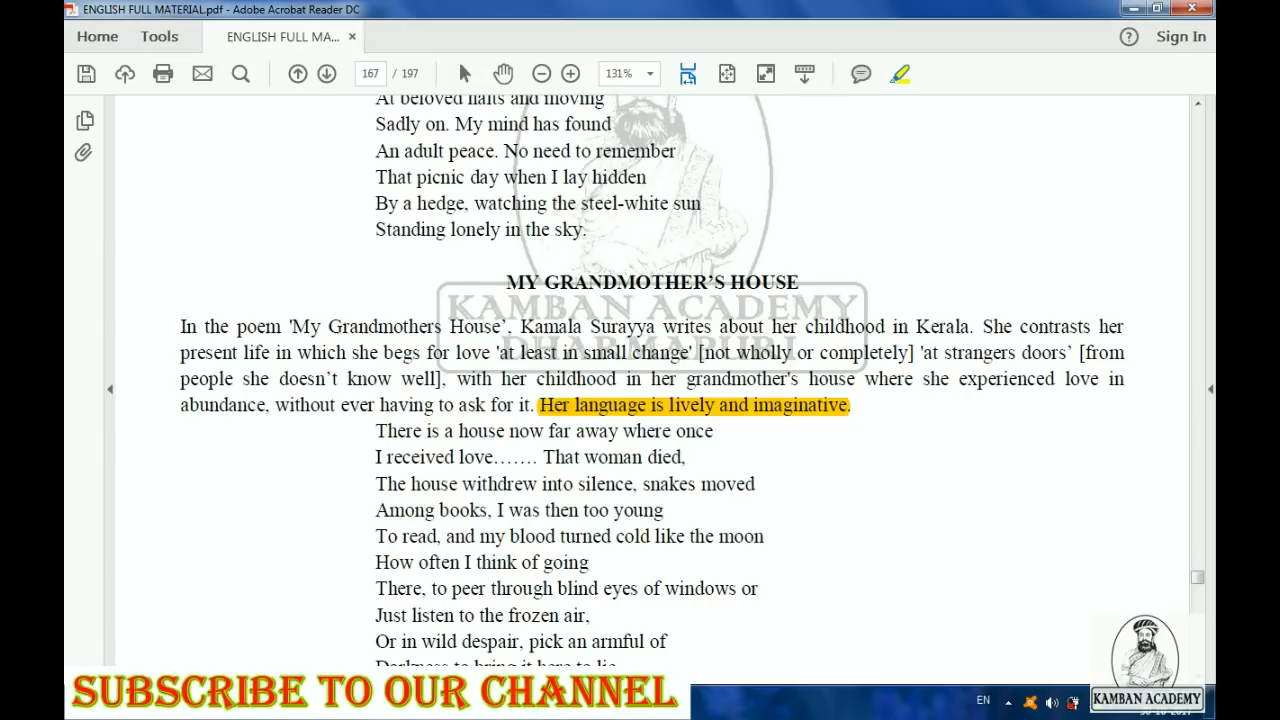 ENGLISH FULL MATERIAL.pdf - Adobe Acrobat Reader DC
Home Tools ENGLISH FULL MA... × Sign In
167 / 197 131%
At beloved halts and moving
Sadly on. My mind has found
An adult peace. No need to remember
That picnic day when I lay hidden
By a hedge, watching the steel-white sun
Standing lonely in the sky.
MY GRANDMOTHER’S HOUSE
KAMBAN ACADEMY
DHARMAPURI
In the poem 'My Grandmothers House’, Kamala Surayya writes about her childhood in Kerala. She contrasts her
present life in which she begs for love 'at least in small change' [not wholly or completely] 'at strangers doors’ [from
people she doesn’t know well], with her childhood in her grandmother's house where she experienced love in
abundance, without ever having to ask for it. Her language is lively and imaginative.
There is a house now far away where once
I received love……. That woman died,
The house withdrew into silence, snakes moved
Among books, I was then too young
To read, and my blood turned cold like the moon
How often I think of going
There, to peer through blind eyes of windows or
Just listen to the frozen air,
Or in wild despair, pick an armful of
Darkness to bring it here to lie
SUBSCRIBE TO OUR CHANNEL
EN
KAMBAN ACADEMY